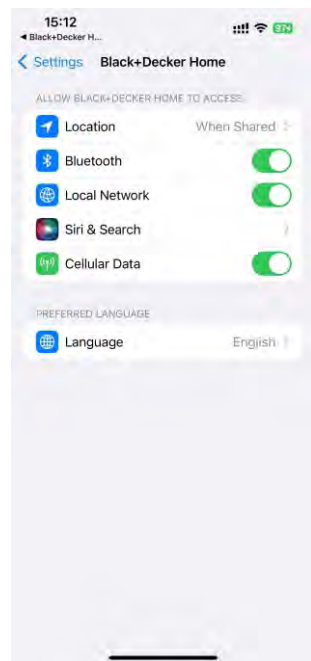 15:12
◀ Black+Decker H...
Settings Black+Decker Home
ALLOW BLACK+DECKER HOME TO ACCESS
Location When Shared
Bluetooth
Local Network
Siri & Search
Cellular Data
PREFERRED LANGUAGE
Language English